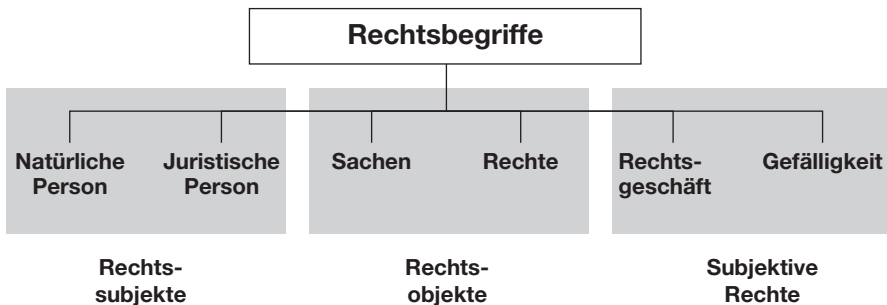 Rechtsbegriffe
Natürliche
Person
Juristische
Person
Sachen
Rechte
Rechts-
geschäft
Gefälligkeit
Rechts-
subjekte
Rechts-
objekte
Subjektive
Rechte